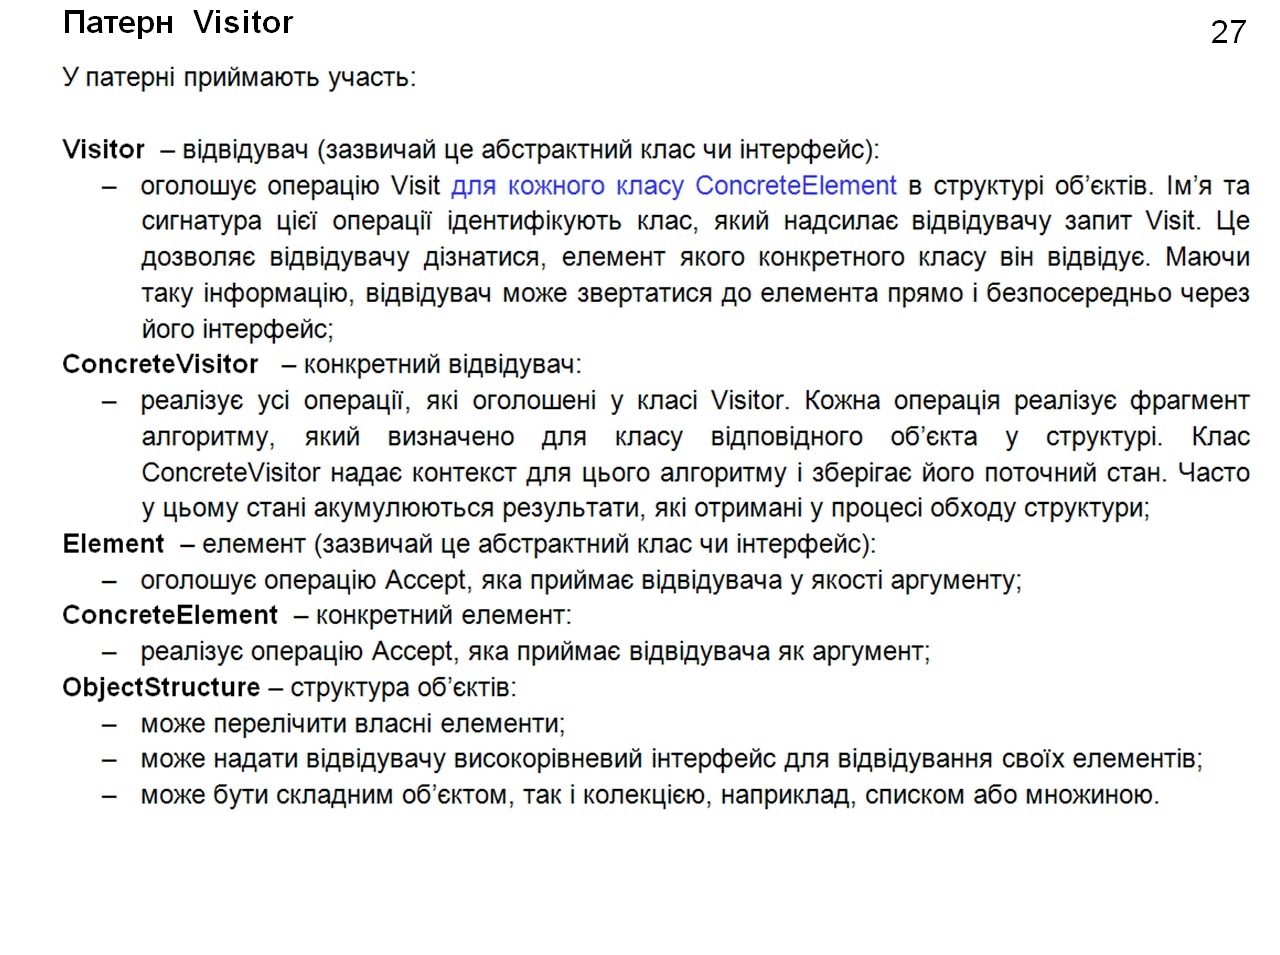 Патерн Visitor
27
У патерні приймають участь:
Visitor – відвідувач (зазвичай це абстрактний клас чи інтерфейс):
– оголошує операцію Visit для кожного класу ConcreteElement в структурі об’єктів. Ім’я та
сигнатура цієї операції ідентифікують клас, який надсилає відвідувачу запит Visit. Це
дозволяє відвідувачу дізнатися, елемент якого конкретного класу він відвідує. Маючи
таку інформацію, відвідувач може звертатися до елемента прямо і безпосередньо через
його інтерфейс;
ConcreteVisitor – конкретний відвідувач:
– реалізує усі операції, які оголошені у класі Visitor. Кожна операція реалізує фрагмент
алгоритму, який визначено для класу відповідного об’єкта у структурі. Клас
ConcreteVisitor надає контекст для цього алгоритму і зберігає його поточний стан. Часто
у цьому стані акумулюються результати, які отримані у процесі обходу структури;
Element – елемент (зазвичай це абстрактний клас чи інтерфейс):
– оголошує операцію Accept, яка приймає відвідувача у якості аргументу;
ConcreteElement – конкретний елемент:
– реалізує операцію Accept, яка приймає відвідувача як аргумент;
ObjectStructure – структура об’єктів:
– може перелічити власні елементи;
– може надати відвідувачу високорівневий інтерфейс для відвідування своїх елементів;
– може бути складним об’єктом, так і колекцією, наприклад, списком або множиною.